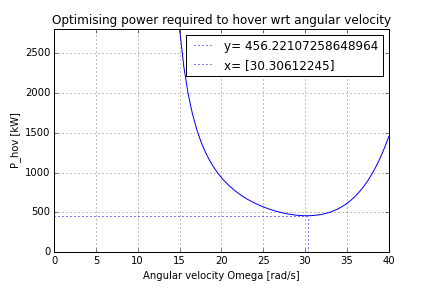 Optimising power required to hover wrt angular velocity
y= 456.22107258648964
x= [30.30612245]
P_hov [kW]
2500
2000
1500
1000
500
0
0 5 10 15 20 25 30 35 40
Angular velocity Omega [rad/s]